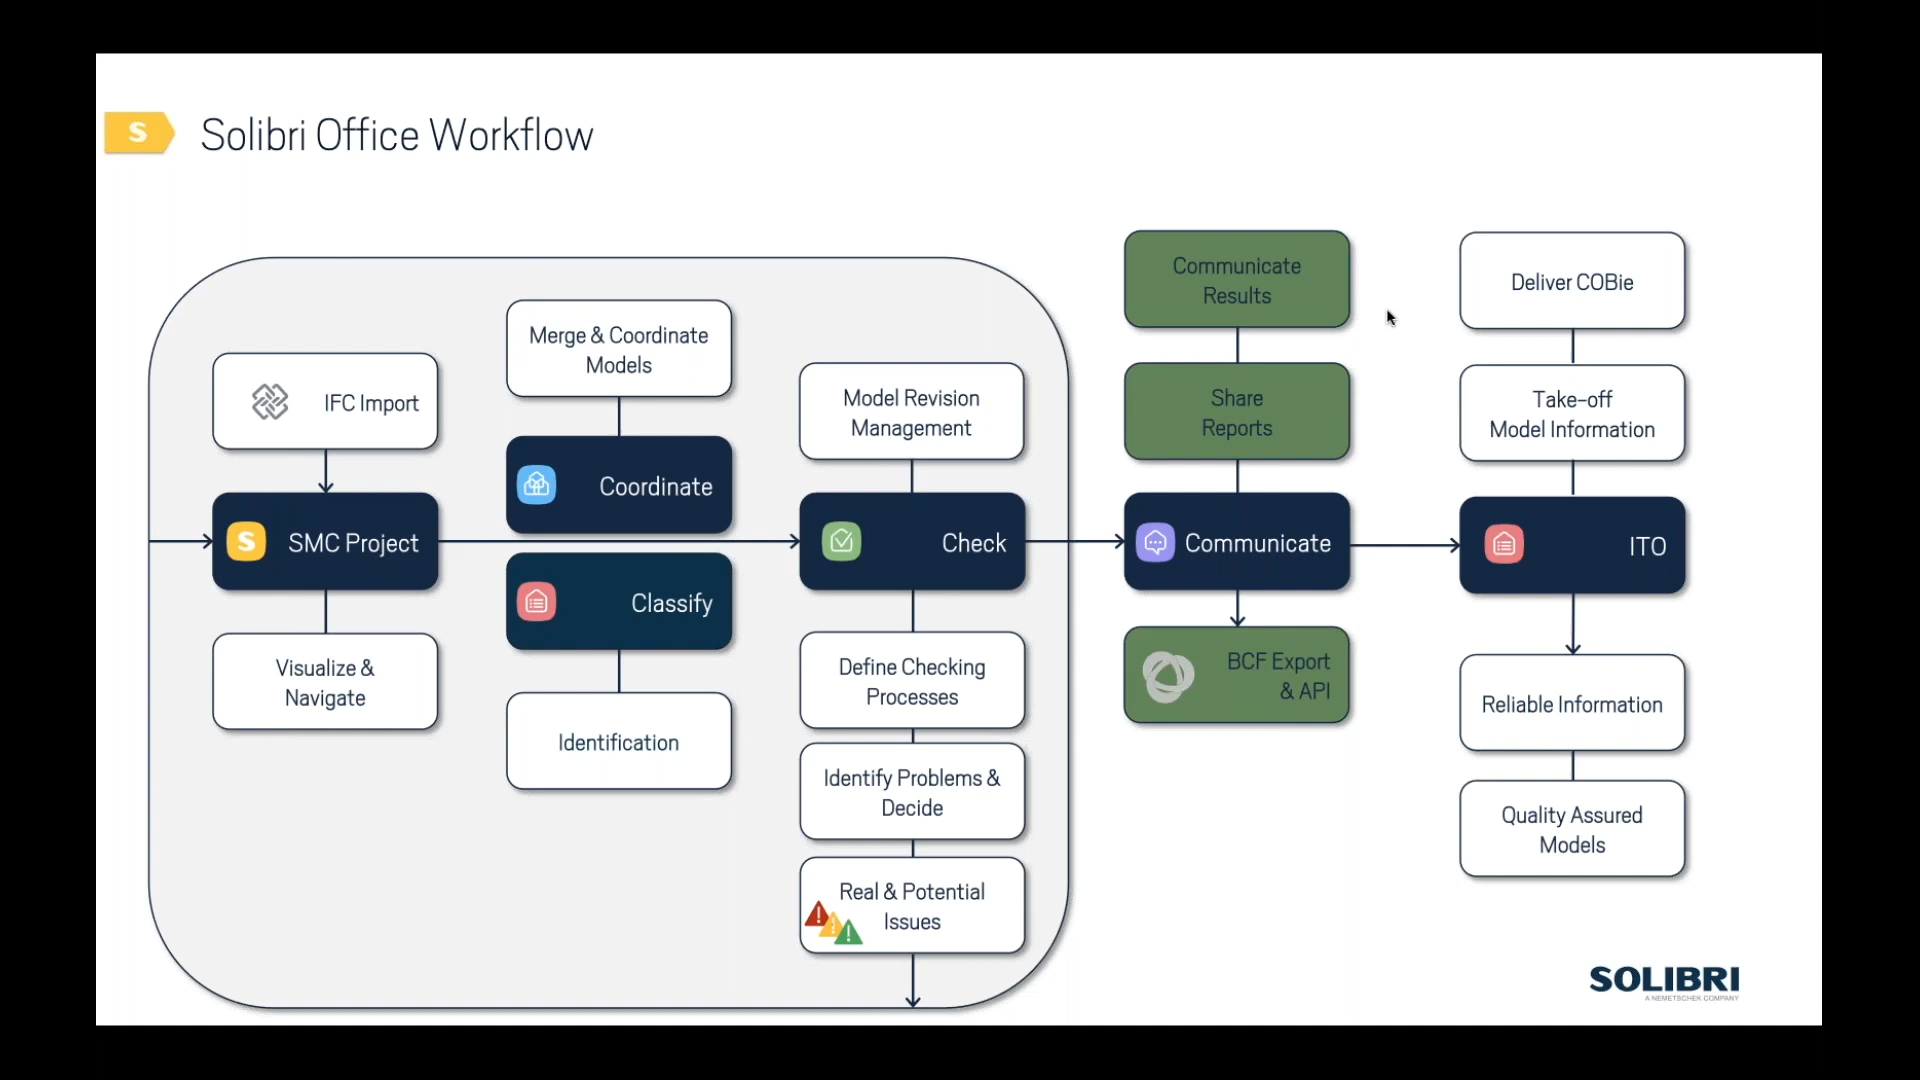 S
Solibri Office Workflow
IFC Import
S
SMC Project
Visualize &
Navigate
Merge & Coordinate
Models
Coordinate
Classify
Identification
Model Revision
Management
Check
Define Checking
Processes
Identify Problems &
Decide
Real & Potential
Issues
Communicate
Results
Share
Reports
Communicate
BCF Export
& API
Deliver COBie
Take-off
Model Information
ITO
Reliable Information
Quality Assured
Models
SOLIBRI
A NEMETSCHEK COMPANY